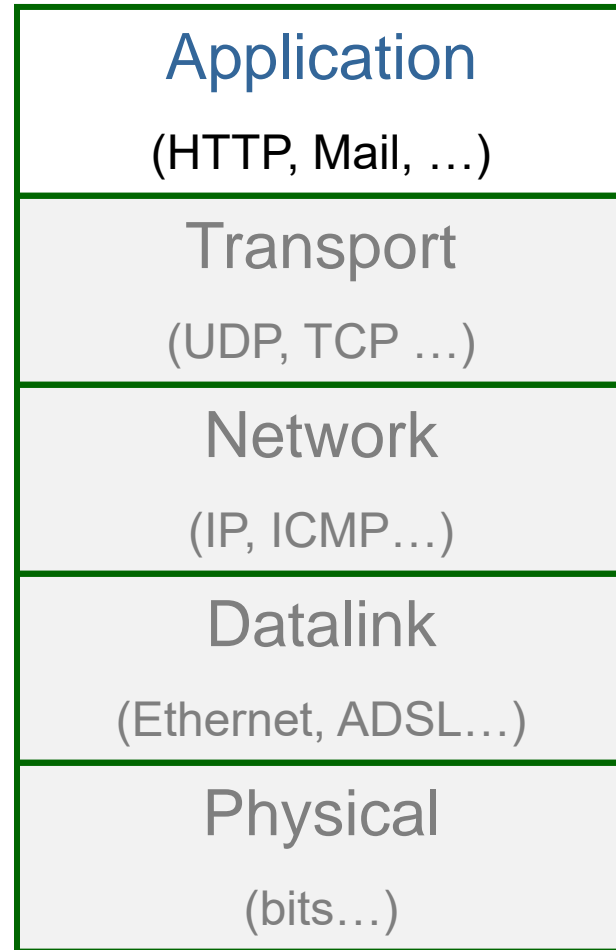 Application
(HTTP, Mail, …)
Transport
(UDP, TCP …)
Network
(IP, ICMP…)
Datalink
(Ethernet, ADSL…)
Physical
(bits…)